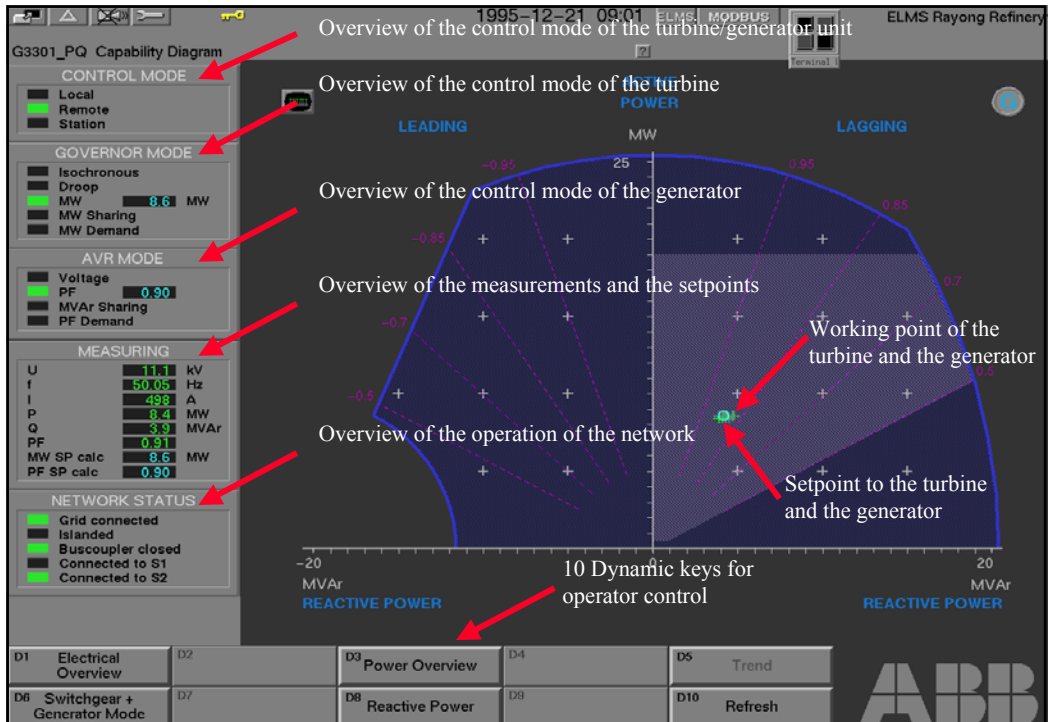 1995-12-21 09:01
ELMS
MODBUS
ELMS Rayong Refinery
Terminal
G3301_PQ Capability Diagram
?
Overview of the control mode of the turbine/generator unit
CONTROL MODE
Local
Remote
Station
Overview of the control mode of the turbine
GOVERNOR MODE
Isochronous
Droop
MW 8.6 MW
MW Sharing
MW Demand
Overview of the control mode of the generator
AVR MODE
Voltage
PF 0.90
MVAr Sharing
PF Demand
Overview of the measurements and the setpoints
MEASURING
U 11.1 kV
f 50.05 Hz
I 498 A
P 8.4 MW
Q 3.9 MVAr
PF 0.91
MW SP calc 8.6 MW
PF SP calc 0.90
Overview of the operation of the network
NETWORK STATUS
Grid connected
Islanded
Buscoupler closed
Connected to S1
Connected to S2
ACTIVE
POWER
LEADING
MW
LAGGING
G
25
-0.95
0.95
-0.85
0.85
-0.7
0.7
-0.5
0.5
Working point of the
turbine and the generator
Setpoint to the turbine
and the generator
-20
0
20
MVAr
MVAr
REACTIVE POWER
REACTIVE POWER
10 Dynamic keys for
operator control
D1 Electrical
Overview
D2
D3 Power Overview
D4
D5 Trend
D6 Switchgear +
Generator Mode
D7
D8 Reactive Power
D9
D10 Refresh
ABB